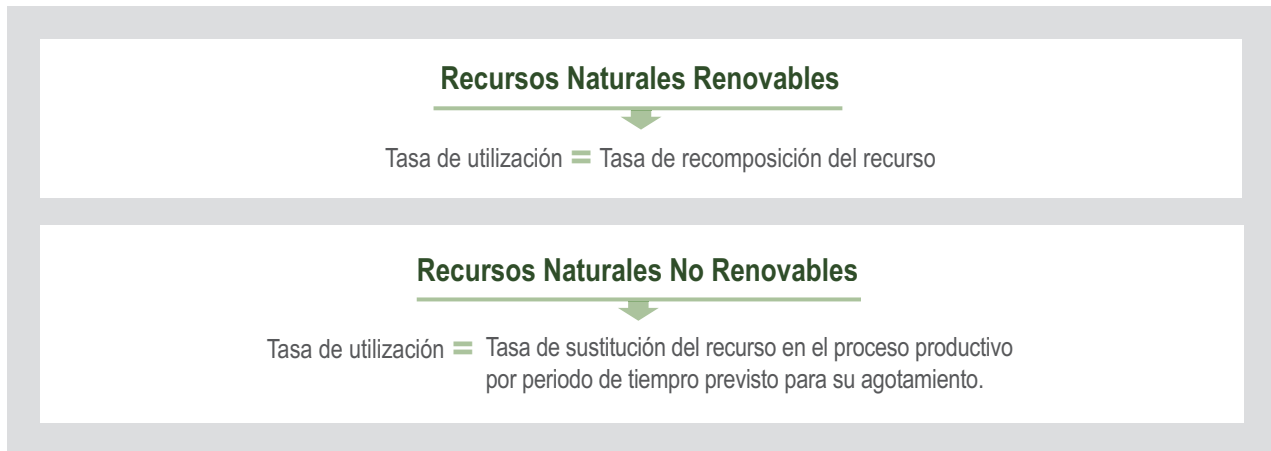 Recursos Naturales Renovables
Tasa de utilización = Tasa de recomposición del recurso
Recursos Naturales No Renovables
Tasa de utilización = Tasa de sustitución del recurso en el proceso productivo
por periodo de tiempro previsto para su agotamiento.